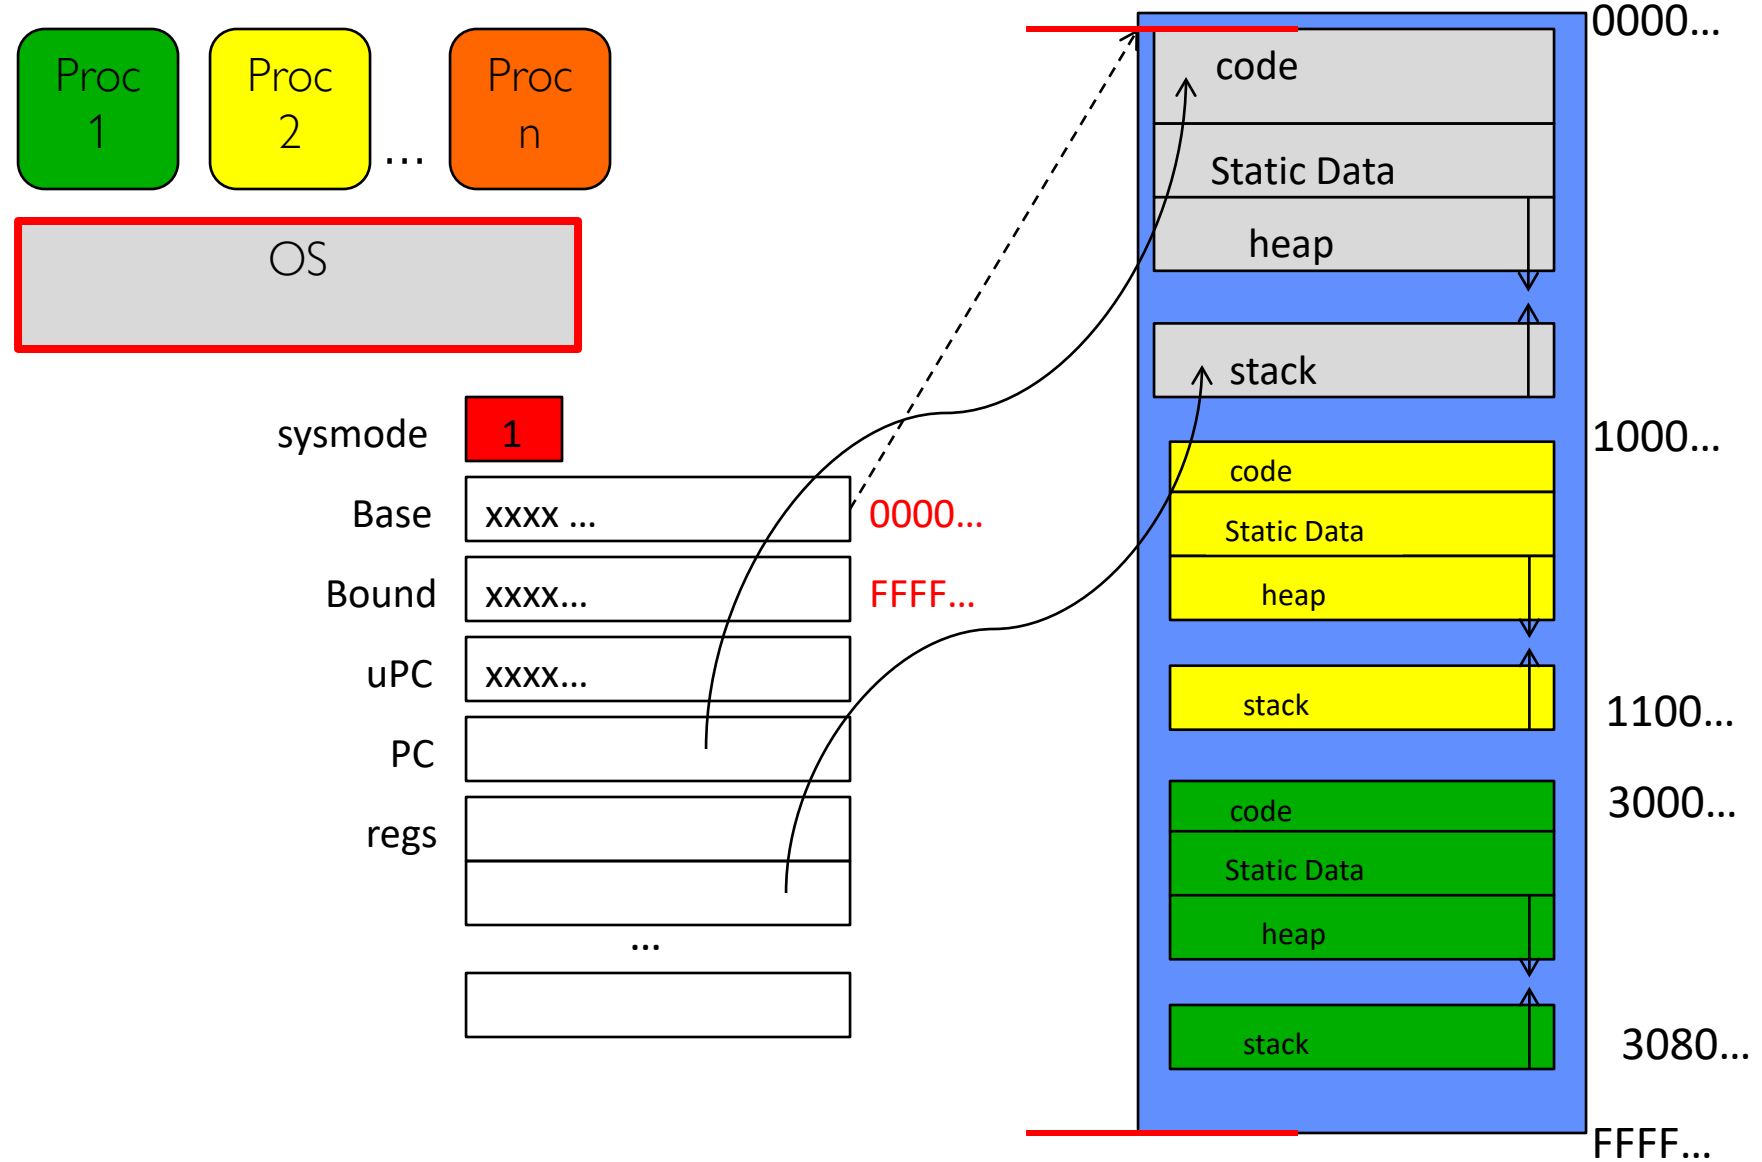 Proc
1
Proc
2
...
Proc
n
OS
sysmode
1
Base
xxxx ...
0000...
Bound
xxxx...
FFFF...
uPC
xxxx...
PC
regs
...
0000...
code
Static Data
heap
stack
1000...
code
Static Data
heap
stack
1100...
3000...
code
Static Data
heap
stack
3080...
FFFF...